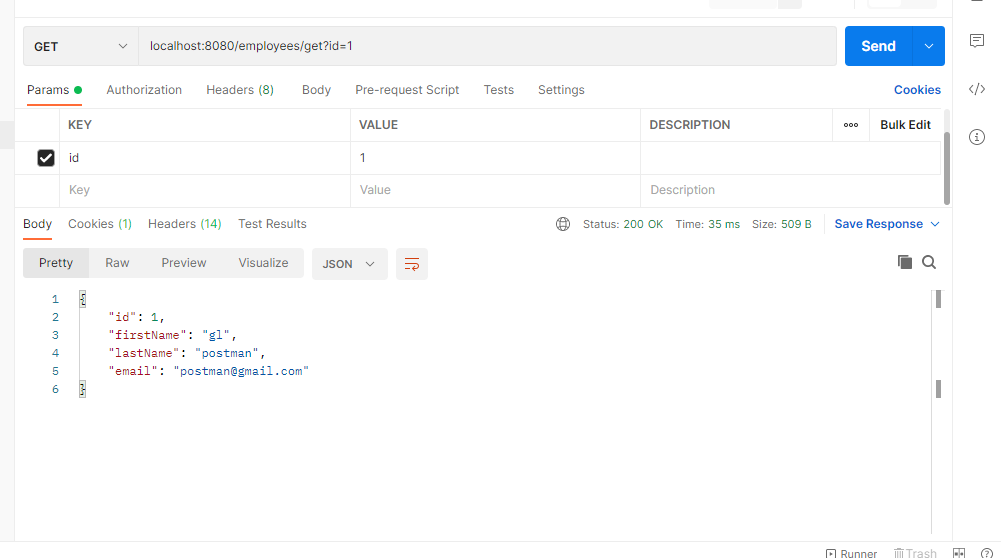 GET localhost:8080/employees/get?id=1 Send
Params Authorization Headers (8) Body Pre-request Script Tests Settings Cookies
KEY VALUE DESCRIPTION ooo Bulk Edit
id 1
Key Value Description
Body Cookies (1) Headers (14) Test Results Status: 200 OK Time: 35 ms Size: 509 B Save Response
Pretty Raw Preview Visualize JSON
1 {
2 "id": 1,
3 "firstName": "gl",
4 "lastName": "postman",
5 "email": "postman@gmail.com"
6 }
Runner Trash